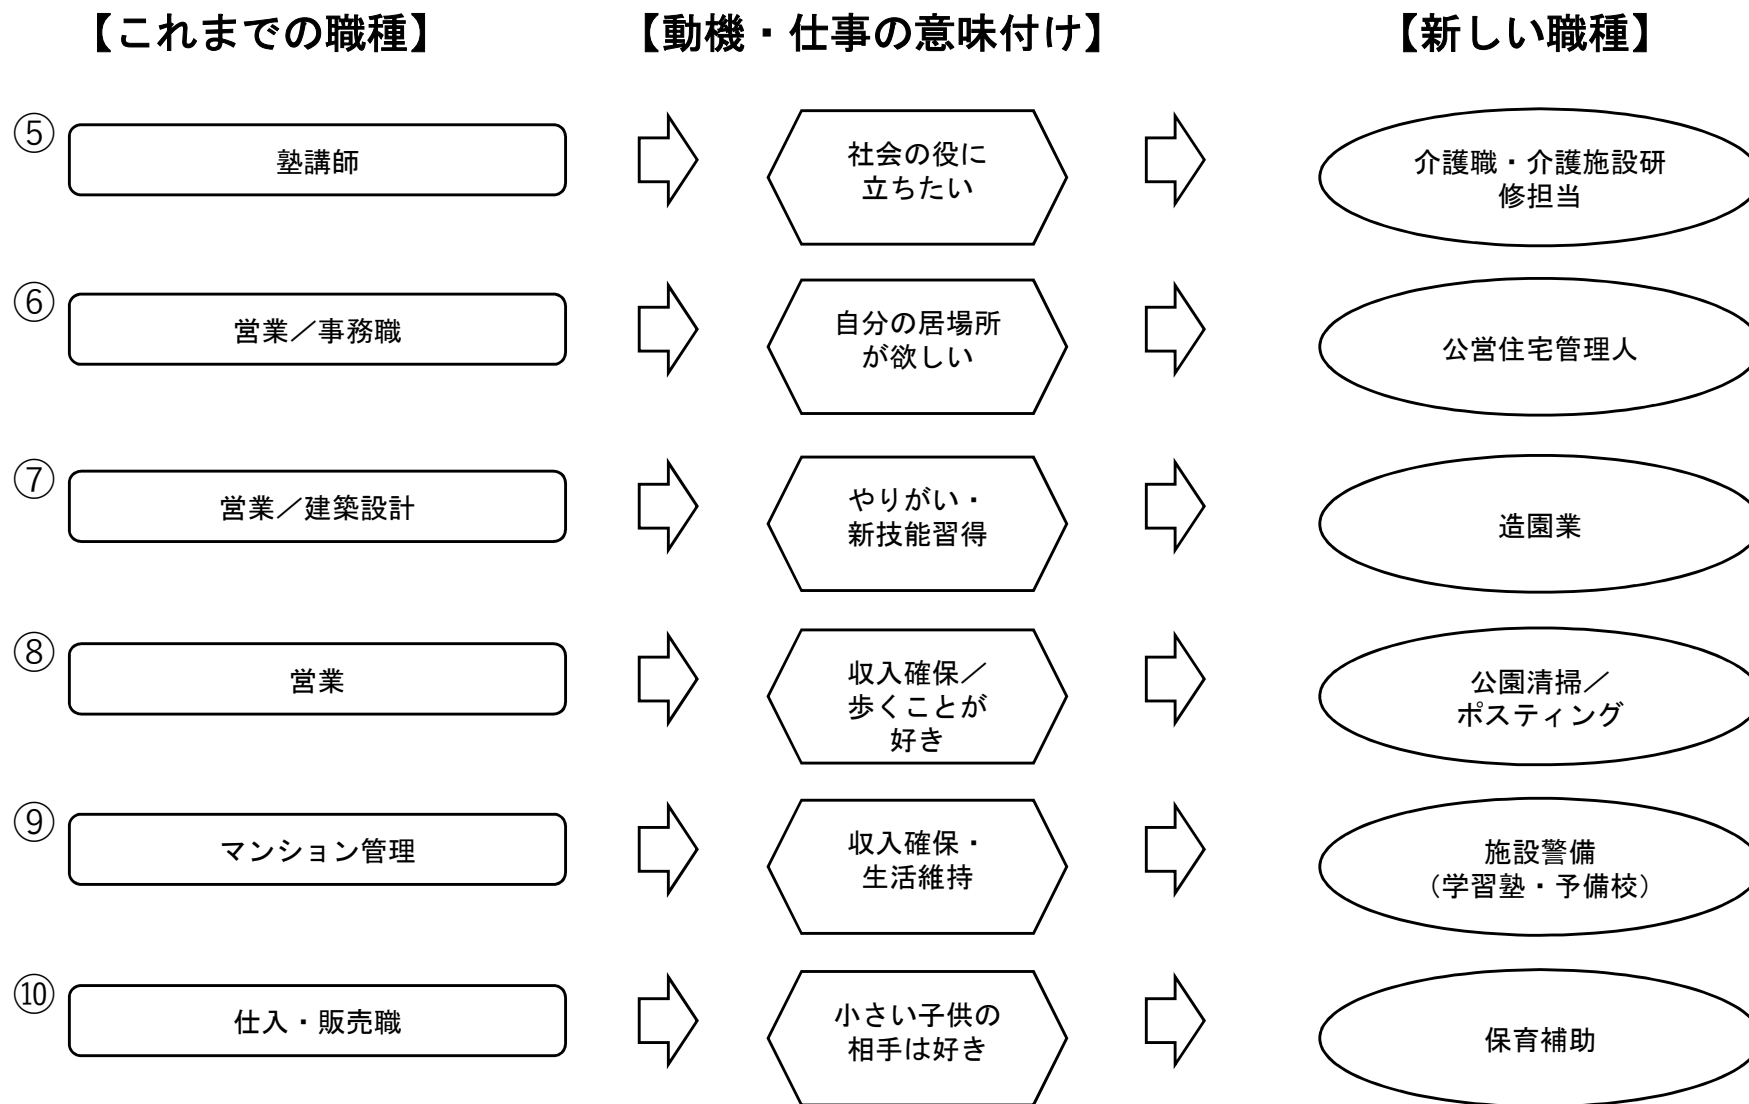 【これまでの職種】
【動機・仕事の意味付け】
【新しい職種】
⑤
塾講師
社会の役に
立ちたい
介護職・介護施設研
修担当
⑥
営業／事務職
自分の居場所
が欲しい
公営住宅管理人
⑦
営業／建築設計
やりがい・
新技能習得
造園業
⑧
営業
収入確保／
歩くことが
好き
公園清掃／
ポスティング
⑨
マンション管理
収入確保・
生活維持
施設警備
（学習塾・予備校）
⑩
仕入・販売職
小さい子供の
相手は好き
保育補助